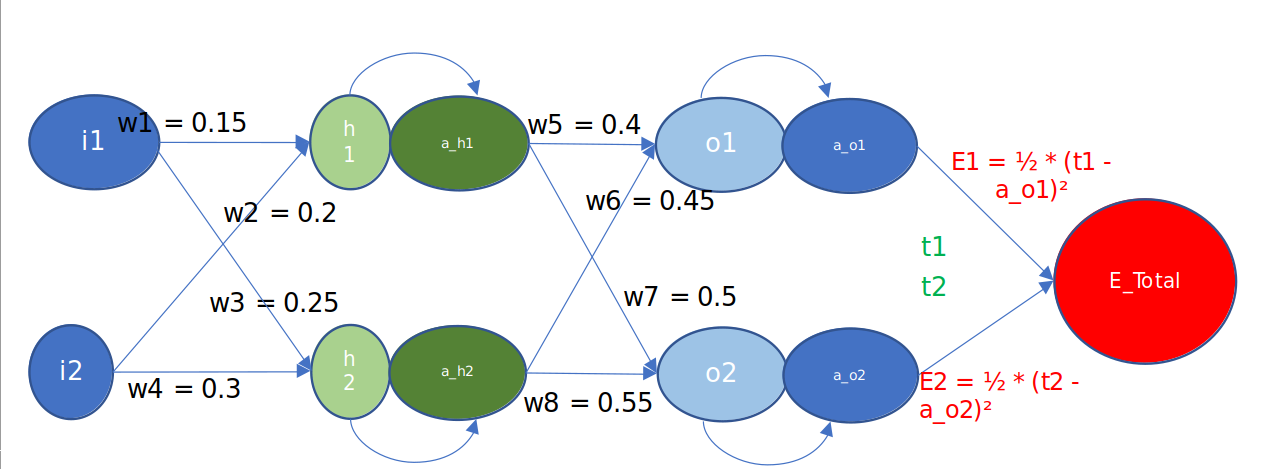 i1
w1 = 0.15
h
1
a_h1
w5 = 0.4
o1
a_o1
E1 = ½ * (t1 -
a_o1)²
w2 = 0.2
w6 = 0.45
t1
t2
E_Total
w3 = 0.25
w7 = 0.5
i2
w4 = 0.3
h
2
a_h2
w8 = 0.55
o2
a_o2
E2 = ½ * (t2 -
a_o2)²